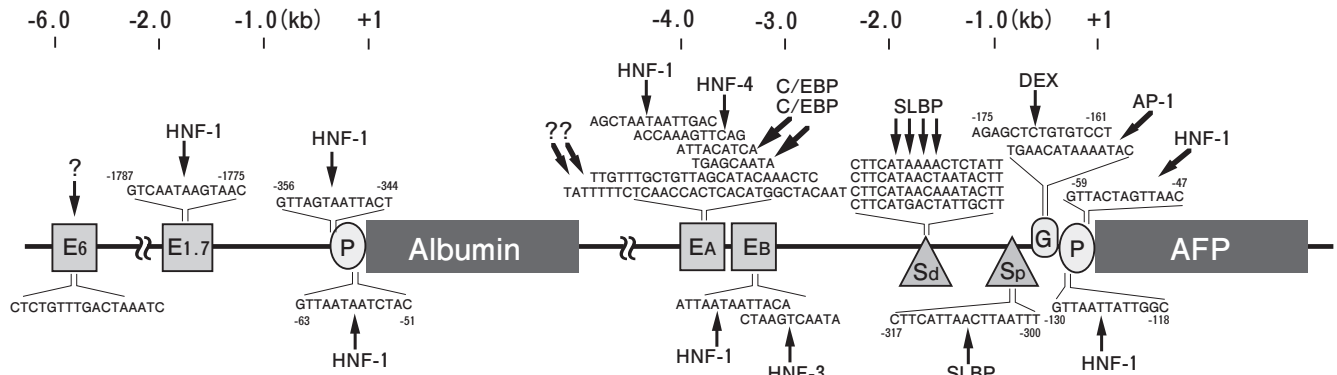 -6.0 -2.0 -1.0(kb) +1 -4.0 -3.0 -2.0 -1.0(kb) +1
HNF-1 HNF-4 C/EBP
C/EBP
DEX
SLBP
AP-1
AGCTAATAATTGAC
-175 -161
HNF-1
HNF-1
HNF-1
??
ACCAAAGTTCAG
AGAGCTCTGTGTCCT
?
ATTACATCA
TGAACATAAAATAC
TGAGCAATA
CTTCATAAAACTCTATT
-1787 -1775
-356 -344
TTGTTTGCTGTTAGCATACAAACTC
CTTCATAACTAATACTT
-59 -47
GTCAATAAGTAAC
GTTAGTAATTACT
TATTTTTCTCAACCACTCACATGGCTACAAT
CTTCATAACAAATACTT
CTTCATGACTATTGCTT
GTTACTAGTTAAC
E6 E1.7 P Albumin EA EB Sd Sp G P AFP
CTCTGTTTGACTAAATC
GTTAATAATCTAC
ATTAATAATTACA
CTAAGTCAATA
CTTCATTAACTTAATTT
GTTAATTATTGGC
-63 -51
-317 -300
-130 -118
HNF-1
HNF-1
HNF-3
SLBP
HNF-1